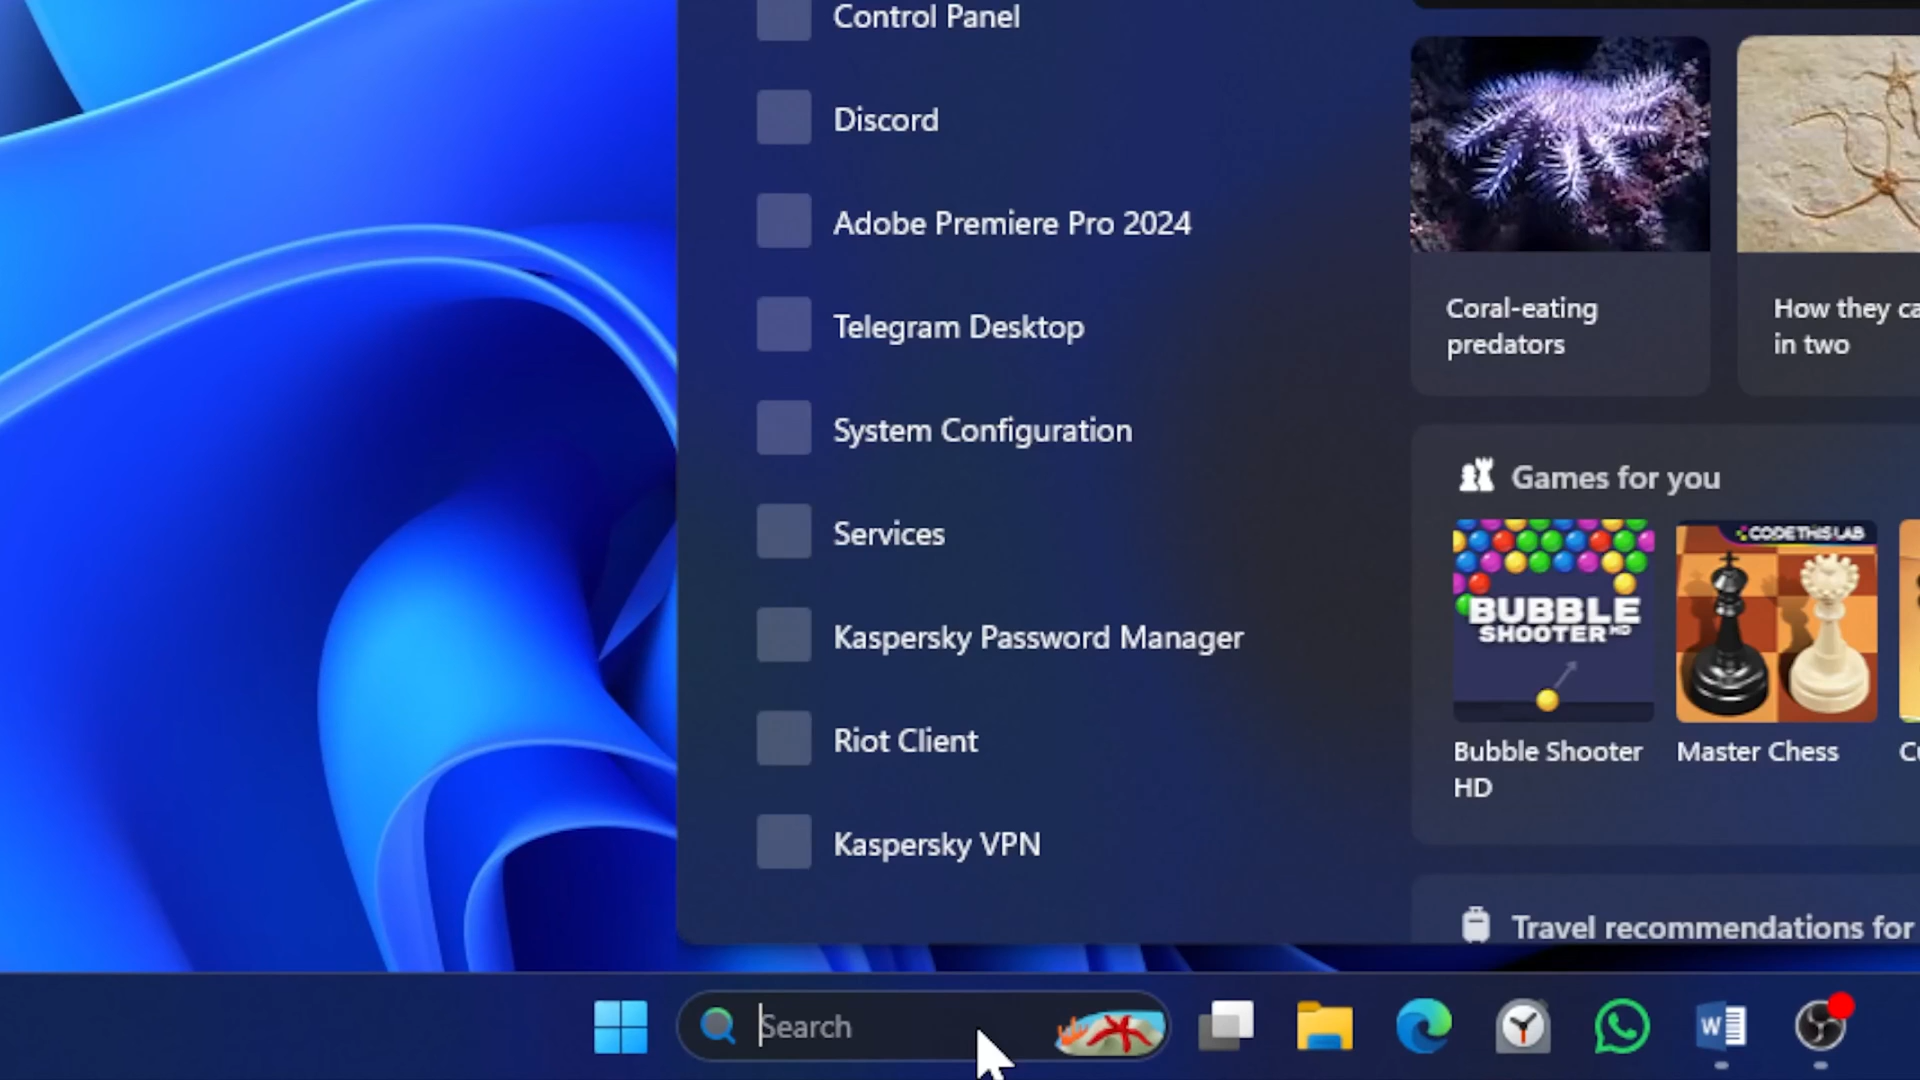 Control Panel
Discord
Adobe Premiere Pro 2024
Telegram Desktop
System Configuration
Services
Kaspersky Password Manager
Riot Client
Kaspersky VPN
Coral-eating
predators
How they ca
in two
Games for you
BUBBLE
SHOOTER HD
CODETHISLAB
Bubble Shooter
HD
Master Chess
Travel recommendations for
Search
W